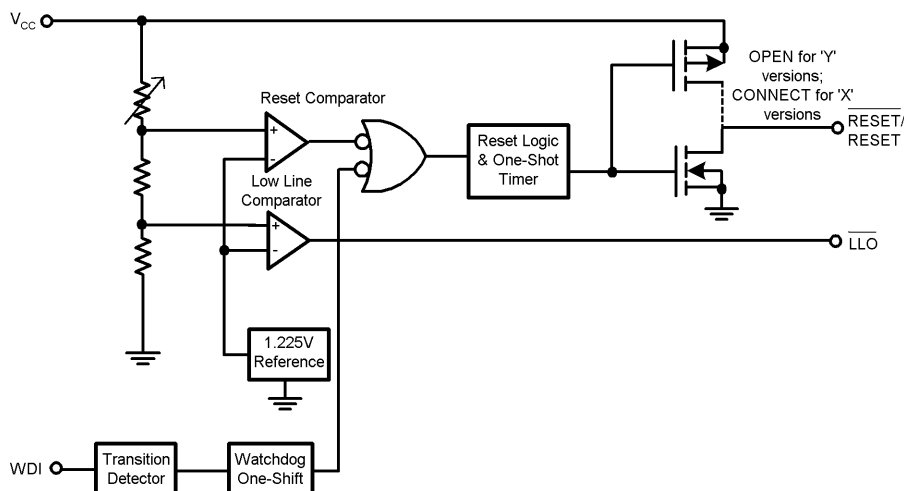 VCC
OPEN for 'Y'
versions;
CONNECT for 'X'
versions
RESET/
RESET
Reset Comparator
+
-
Reset Logic
& One-Shot
Timer
Low Line
Comparator
+
-
LLO
1.225V
Reference
WDI
Transition
Detector
Watchdog
One-Shift